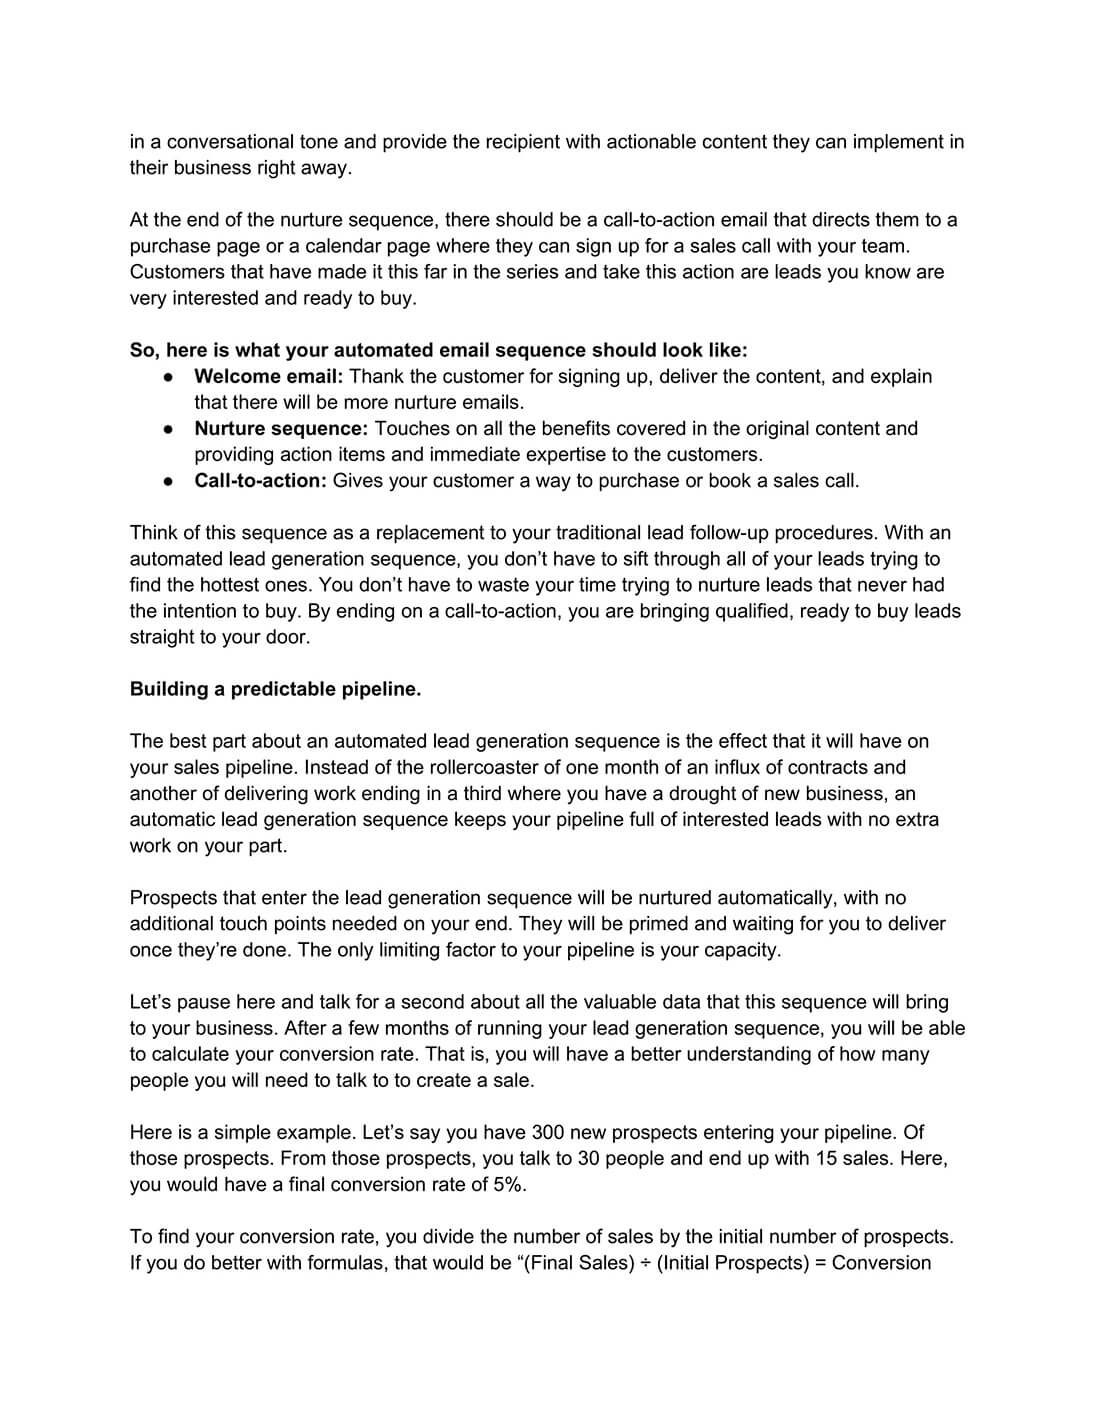 in a conversational tone and provide the recipient with actionable content they can implement in
their business right away.
At the end of the nurture sequence, there should be a call-to-action email that directs them to a
purchase page or a calendar page where they can sign up for a sales call with your team.
Customers that have made it this far in the series and take this action are leads you know are
very interested and ready to buy.
So, here is what your automated email sequence should look like:
● Welcome email: Thank the customer for signing up, deliver the content, and explain
that there will be more nurture emails.
● Nurture sequence: Touches on all the benefits covered in the original content and
providing action items and immediate expertise to the customers.
● Call-to-action: Gives your customer a way to purchase or book a sales call.
Think of this sequence as a replacement to your traditional lead follow-up procedures. With an
automated lead generation sequence, you don’t have to sift through all of your leads trying to
find the hottest ones. You don’t have to waste your time trying to nurture leads that never had
the intention to buy. By ending on a call-to-action, you are bringing qualified, ready to buy leads
straight to your door.
Building a predictable pipeline.
The best part about an automated lead generation sequence is the effect that it will have on
your sales pipeline. Instead of the rollercoaster of one month of an influx of contracts and
another of delivering work ending in a third where you have a drought of new business, an
automatic lead generation sequence keeps your pipeline full of interested leads with no extra
work on your part.
Prospects that enter the lead generation sequence will be nurtured automatically, with no
additional touch points needed on your end. They will be primed and waiting for you to deliver
once they’re done. The only limiting factor to your pipeline is your capacity.
Let’s pause here and talk for a second about all the valuable data that this sequence will bring
to your business. After a few months of running your lead generation sequence, you will be able
to calculate your conversion rate. That is, you will have a better understanding of how many
people you will need to talk to to create a sale.
Here is a simple example. Let’s say you have 300 new prospects entering your pipeline. Of
those prospects. From those prospects, you talk to 30 people and end up with 15 sales. Here,
you would have a final conversion rate of 5%.
To find your conversion rate, you divide the number of sales by the initial number of prospects.
If you do better with formulas, that would be “(Final Sales) ÷ (Initial Prospects) = Conversion